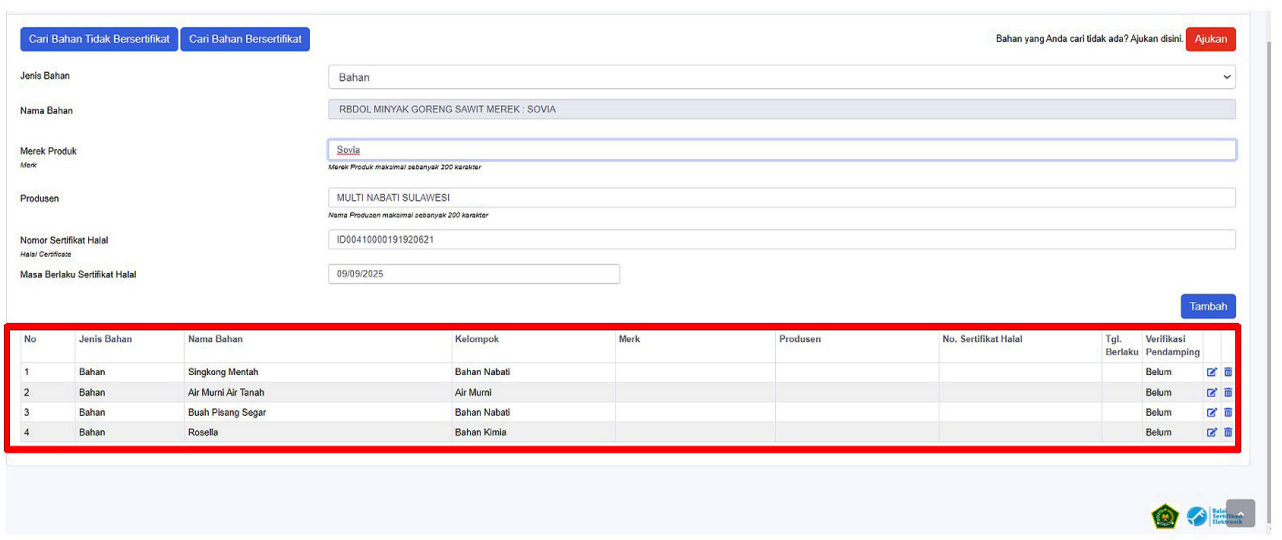 Cari Bahan Tidak Bersertifikat Cari Bahan Bersertifikat Bahan yang Anda cari tidak ada? Ajukan disini. Ajukan
Jenis Bahan Bahan
Nama Bahan RBDOL MINYAK GORENG SAWIT MEREK : SOVIA
Merek Produk Sovia
Merk Merek Produk maksimal sebanyak 200 karakter
Produsen MULTI NABATI SULAWESI
Nama Produsen maksimal sebanyak 200 karakter
Nomor Sertifikat Halal ID00410000191920621
Halal Certificate
Masa Berlaku Sertifikat Halal 09/09/2025
Tambah
No Jenis Bahan Nama Bahan Kelompok Merk Produsen No. Sertifikat Halal Tgl. Verifikasi
Berlaku Pendamping
1 Bahan Singkong Mentah Bahan Nabati Belum
2 Bahan Air Murni Air Tanah Air Murni Belum
3 Bahan Buah Pisang Segar Bahan Nabati Belum
4 Bahan Rosella Bahan Kimia Belum
Balai
Sertifikasi
Elektronik